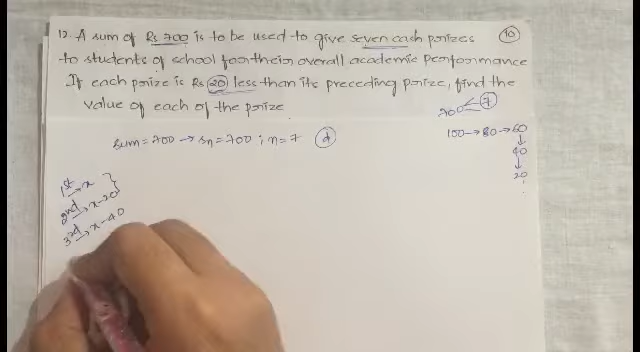 12. A sum of Rs 700 is to be used to give seven cash prizes 10
to students of school for their overall academic performance
If each prize is Rs 20 less than its preceding prize, find the
value of each of the prize
700 7
sum = 700 → sn = 700 ; n = 7 d
100 → 80 → 60
↓
40
↓
20
1st → x }
2nd → x-20
3rd → x-40